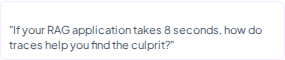 "If your RAG application takes 8 seconds, how do
traces help you find the culprit?"